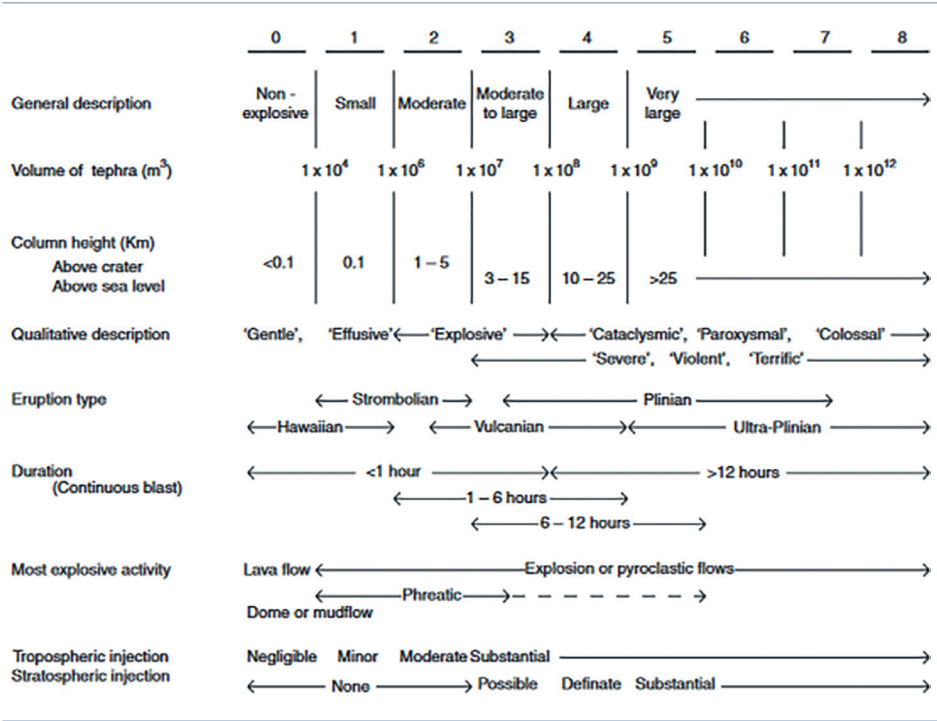 0 1 2 3 4 5 6 7 8
General description Non - explosive Small Moderate Moderate to large Large Very large
Volume of tephra (m³) 1 x 10⁴ 1 x 10⁶ 1 x 10⁷ 1 x 10⁸ 1 x 10⁹ 1 x 10¹⁰ 1 x 10¹¹ 1 x 10¹²
Column height (Km)
Above crater <0.1 0.1 1 – 5
Above sea level 3 – 15 10 – 25 >25
Qualitative description 'Gentle', 'Effusive' 'Explosive' 'Cataclysmic', 'Paroxysmal', 'Colossal'
'Severe', 'Violent', 'Terrific'
Eruption type Strombolian Plinian
Hawaiian Vulcanian Ultra-Plinian
Duration <1 hour >12 hours
(Continuous blast) 1 – 6 hours
6 – 12 hours
Most explosive activity Lava flow Explosion or pyroclastic flows
Phreatic
Dome or mudflow
Tropospheric injection Negligible Minor Moderate Substantial
Stratospheric injection None Possible Definate Substantial